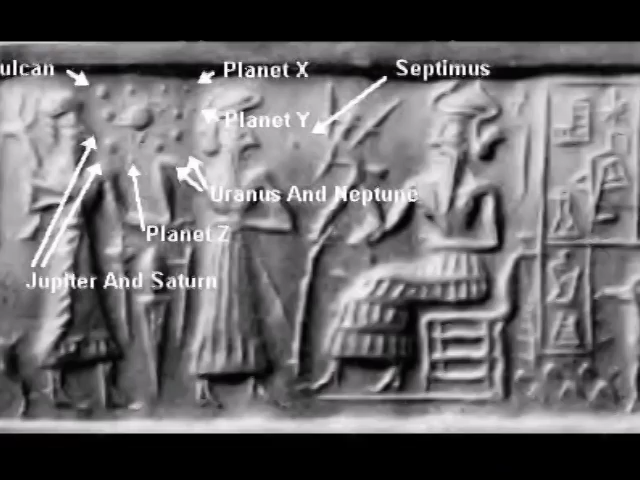 ulcan
Planet X
Septimus
Planet Y
Uranus And Neptune
Planet Z
Jupiter And Saturn